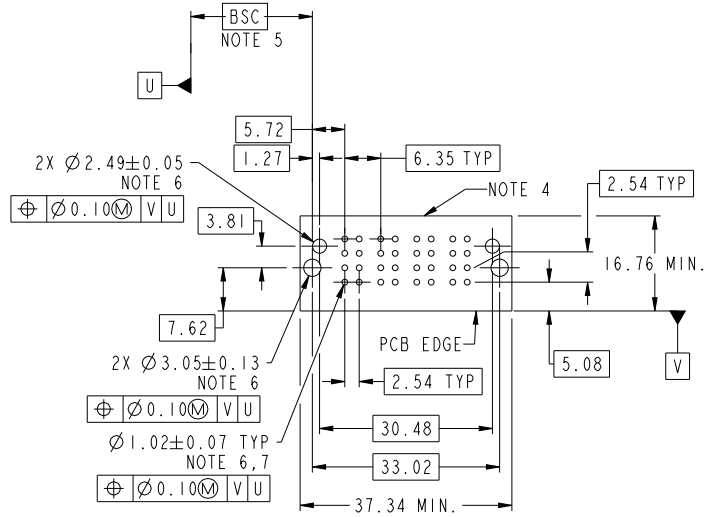 BSC
NOTE 5
U
5.72
2X Ø2.49±0.05
NOTE 6
1.27
6.35 TYP
⌖ Ø0.10Ⓜ V U
NOTE 4
2.54 TYP
3.81
16.76 MIN.
7.62
PCB EDGE
5.08
V
2X Ø3.05±0.13
NOTE 6
⌖ Ø0.10Ⓜ V U
2.54 TYP
Ø1.02±0.07 TYP
NOTE 6,7
⌖ Ø0.10Ⓜ V U
30.48
33.02
37.34 MIN.